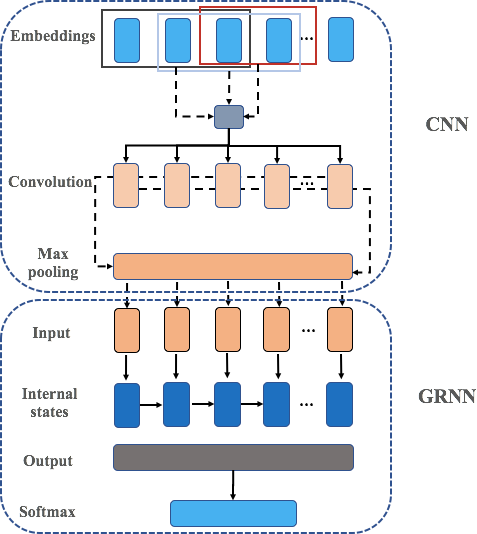 Embeddings
...
CNN
Convolution
...
Max
pooling
Input
...
Internal
states
...
GRNN
Output
Softmax